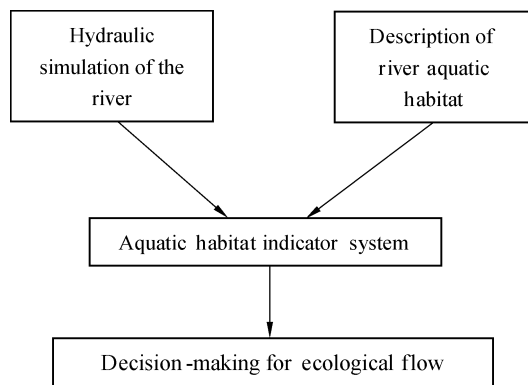 Hydraulic
simulation of the
river
Description of
river aquatic
habitat
Aquatic habitat indicator system
Decision-making for ecological flow